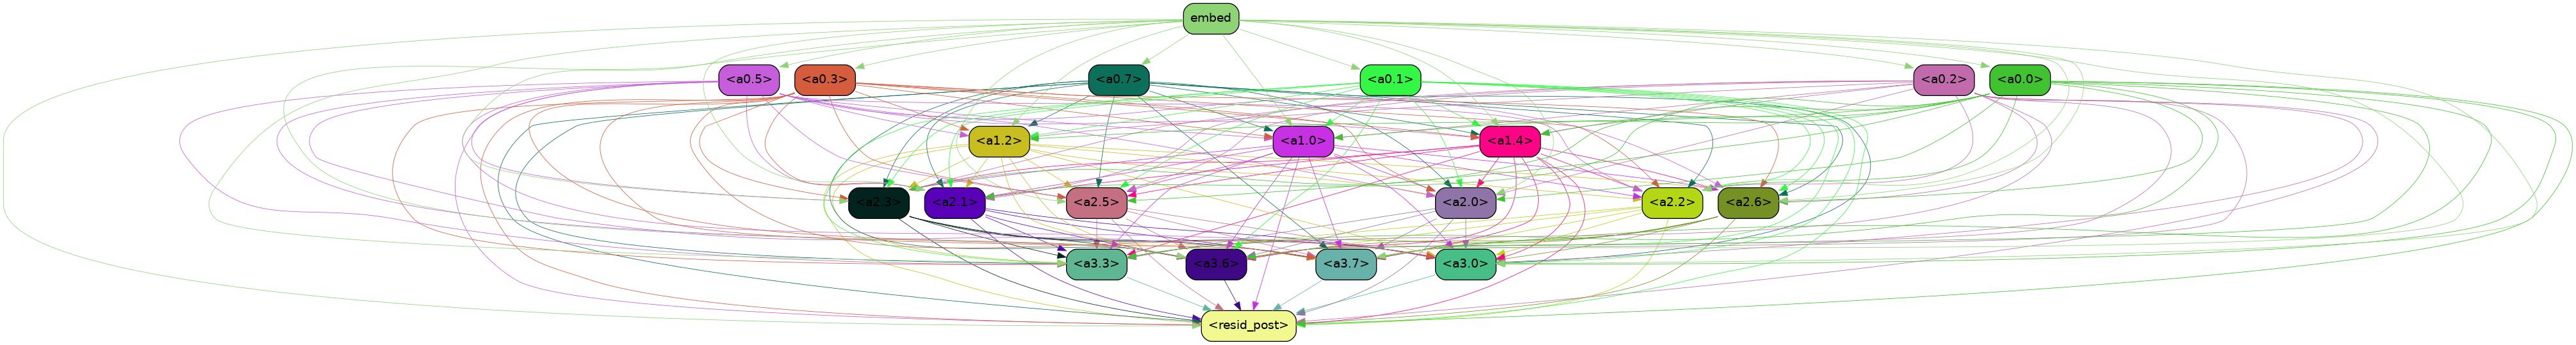 embed
<a0.5> <a0.3> <a0.7> <a0.1> <a0.2> <a0.0>
<a1.2> <a1.0> <a1.4>
<a2.3> <a2.1> <a2.5> <a2.0> <a2.2> <a2.6>
<a3.3> <a3.6> <a3.7> <a3.0>
<resid_post>